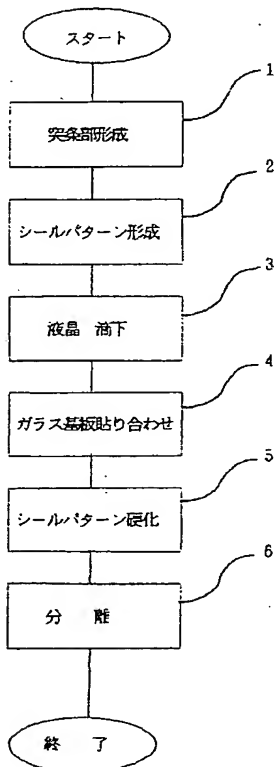 スタート
1
突条部形成
2
シールパターン形成
3
液晶 滴下
4
ガラス基板貼り合わせ
5
シールパターン硬化
6
分 離
終 了